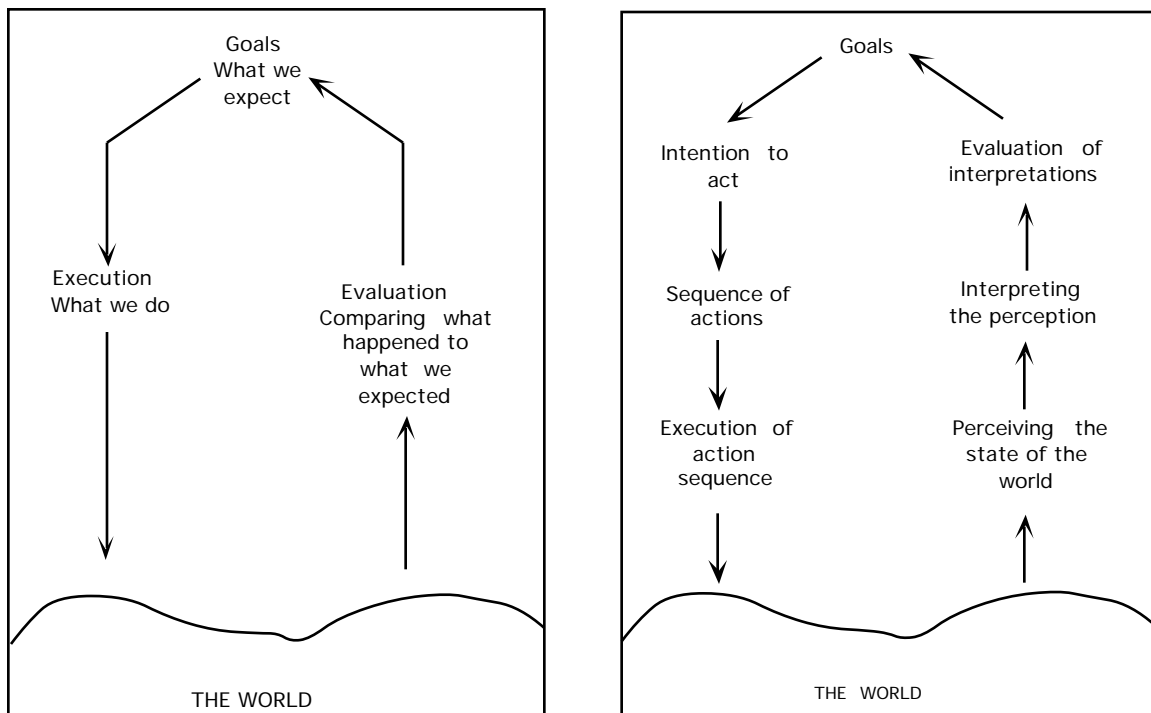 Goals
What we
expect
Execution
What we do
Evaluation
Comparing what
happened to
what we
expected
THE WORLD
Goals
Intention to
act
Sequence of
actions
Execution of
action
sequence
Evaluation of
interpretations
Interpreting
the perception
Perceiving the
state of the
world
THE WORLD